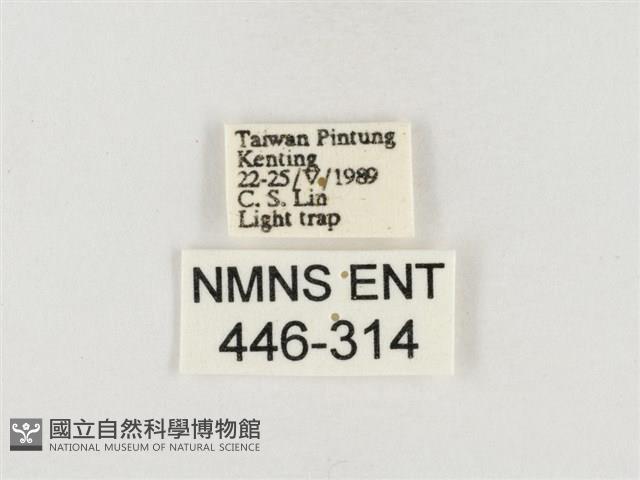 Taiwan Pintung
Kenting
22-25/V/1989
C. S. Lin
Light trap
NMNS ENT
446-314
國立自然科學博物館
NATIONAL MUSEUM OF NATURAL SCIENCE